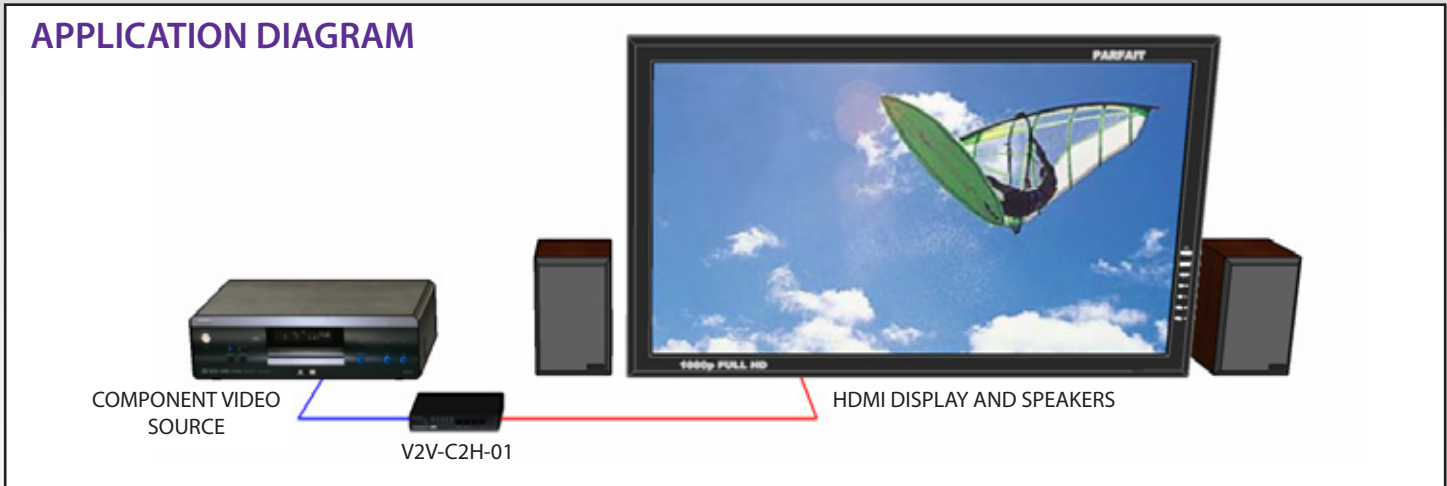 APPLICATION DIAGRAM
PARFAIT
1080p FULL HD
COMPONENT VIDEO
SOURCE
V2V-C2H-01
HDMI DISPLAY AND SPEAKERS